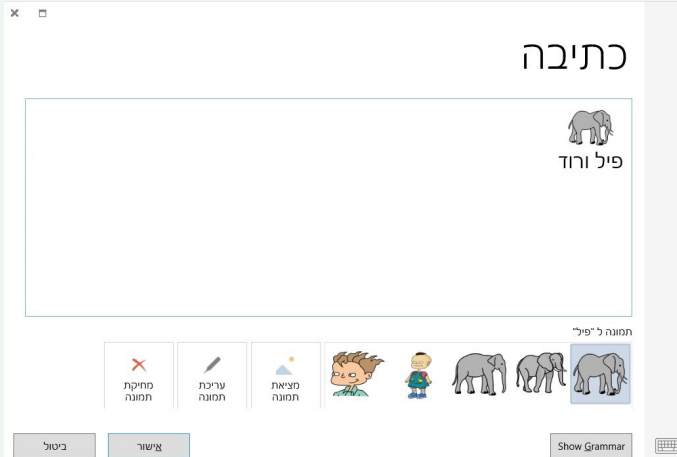 כתיבה
פיל ורוד
תמונה ל "פיל"
מציאת
תמונה
עריכת
תמונה
מחיקת
תמונה
Show Grammar
אישור
ביטול